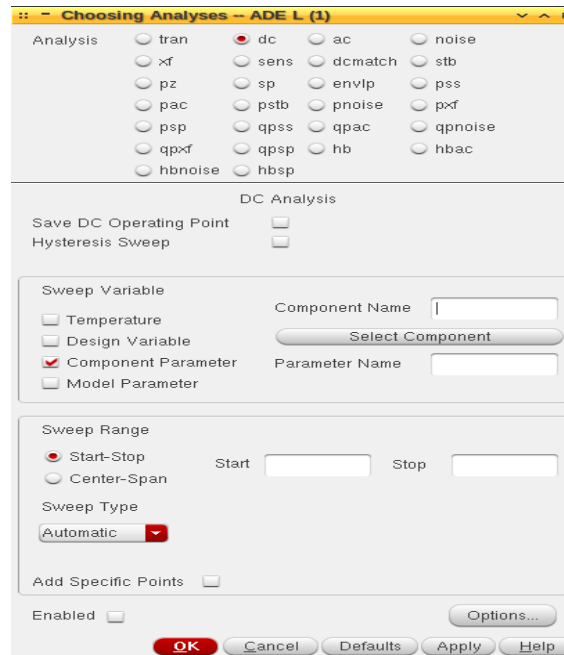 Choosing Analyses -- ADE L (1)
Analysis tran dc ac noise
xf sens dcmatch stb
pz sp envlp pss
pac pstb pnoise pxf
psp qpss qpac qpnoise
qpxf qpsp hb hbac
hbnoise hbsp
DC Analysis
Save DC Operating Point
Hysteresis Sweep
Sweep Variable
Temperature
Design Variable
Component Parameter
Model Parameter
Component Name
Select Component
Parameter Name
Sweep Range
Start-Stop
Center-Span
Start Stop
Sweep Type
Automatic
Add Specific Points
Enabled Options...
OK Cancel Defaults Apply Help